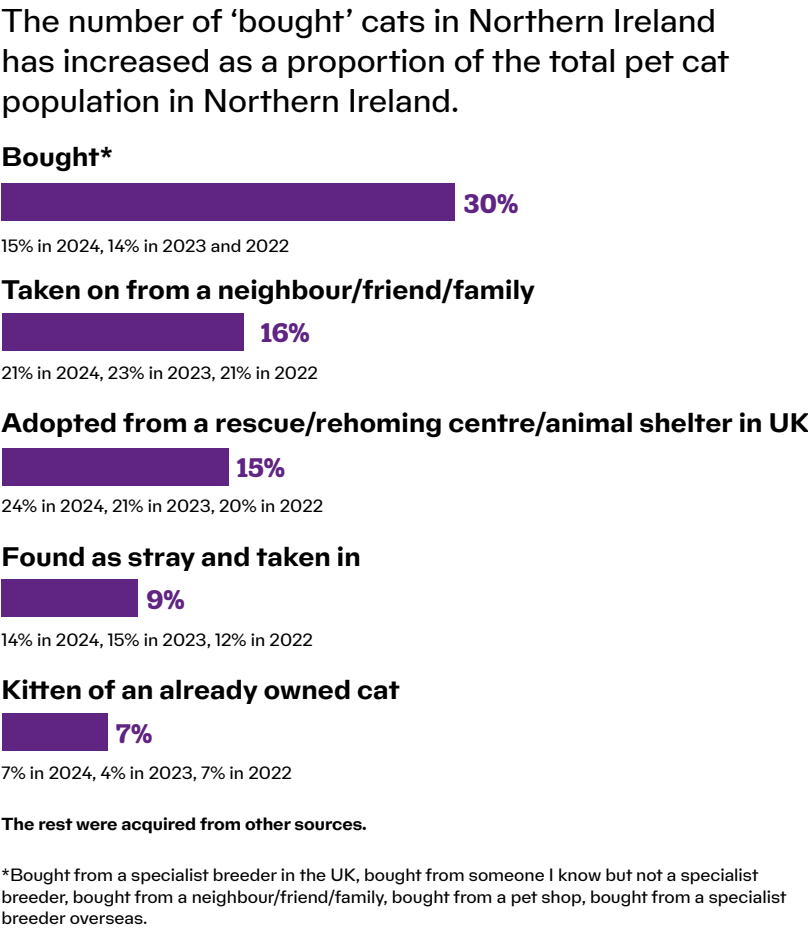 The number of ‘bought’ cats in Northern Ireland
has increased as a proportion of the total pet cat
population in Northern Ireland.
Bought*
30%
15% in 2024, 14% in 2023 and 2022
Taken on from a neighbour/friend/family
16%
21% in 2024, 23% in 2023, 21% in 2022
Adopted from a rescue/rehoming centre/animal shelter in UK
15%
24% in 2024, 21% in 2023, 20% in 2022
Found as stray and taken in
9%
14% in 2024, 15% in 2023, 12% in 2022
Kitten of an already owned cat
7%
7% in 2024, 4% in 2023, 7% in 2022
The rest were acquired from other sources.
*Bought from a specialist breeder in the UK, bought from someone I know but not a specialist
breeder, bought from a neighbour/friend/family, bought from a pet shop, bought from a specialist
breeder overseas.